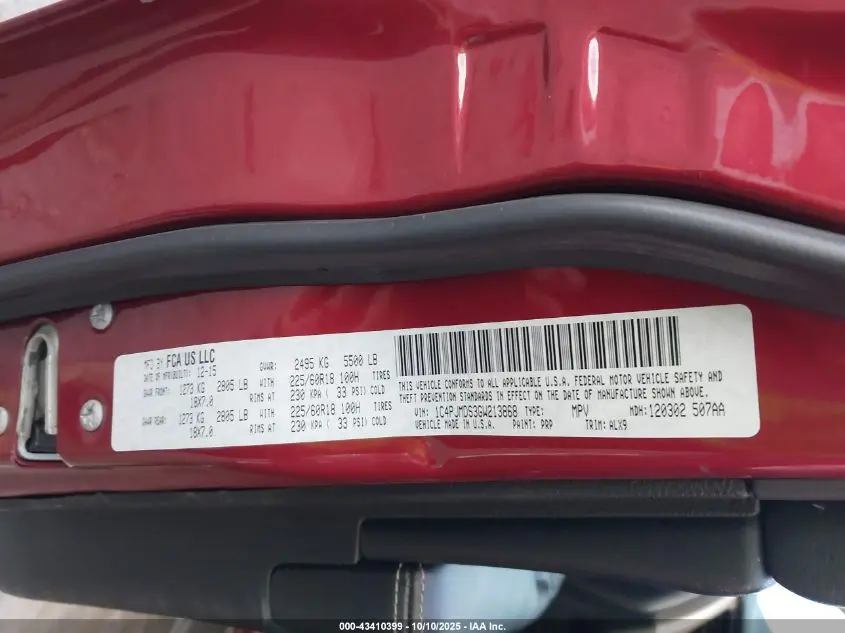 MFD BY FCA US LLC
DATE OF MFR(BUILT): 12-15 GVWR: 2495 KG 5500 LB
GAWR FRONT: 1273 KG 2805 LB WITH 225/60R18 100H TIRES
18X7.0 RIMS AT 230 KPA ( 33 PSI) COLD
GAWR REAR: 1273 KG 2805 LB WITH 225/60R18 100H TIRES
18X7.0 RIMS AT 230 KPA ( 33 PSI) COLD
THIS VEHICLE CONFORMS TO ALL APPLICABLE U.S.A. FEDERAL MOTOR VEHICLE SAFETY AND
THEFT PREVENTION STANDARDS IN EFFECT ON THE DATE OF MANUFACTURE SHOWN ABOVE.
VIN: 1C4PJMDS3GW213868 TYPE: MPV MDH: 120302 507AA
VEHICLE MADE IN U.S.A. PAINT: PRP TRIM: ALX9
000-43410399 - 10/10/2025 - IAA Inc.